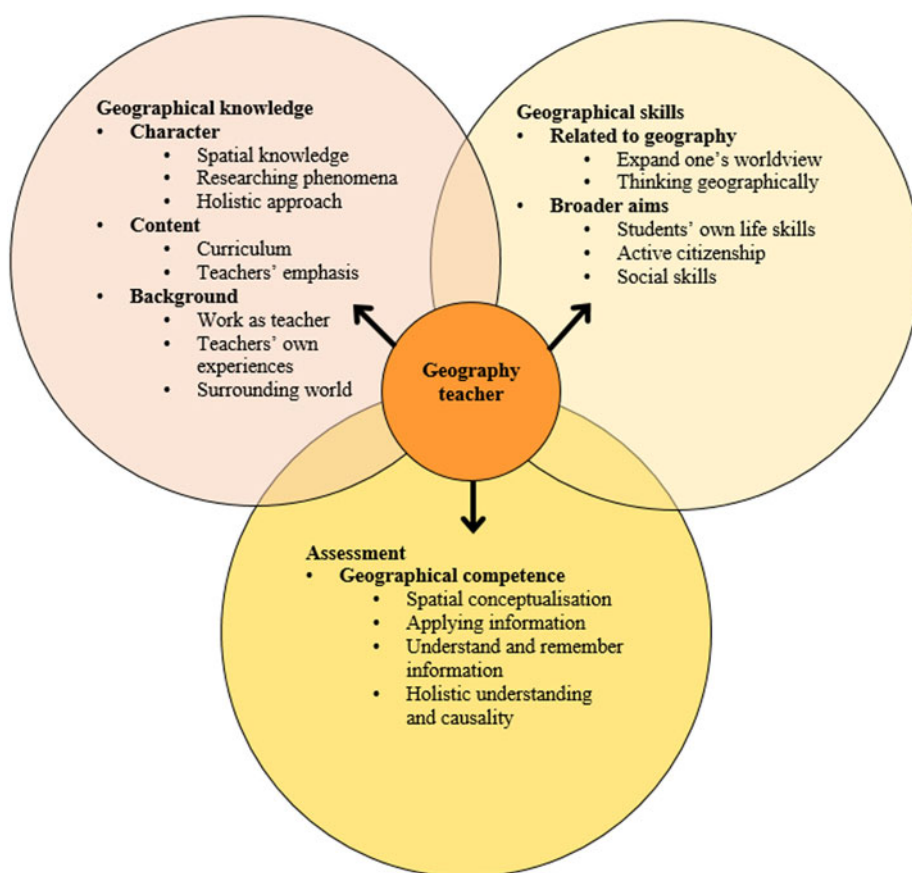 Geographical knowledge
• Character
• Spatial knowledge
• Researching phenomena
• Holistic approach
• Content
• Curriculum
• Teachers’ emphasis
• Background
• Work as teacher
• Teachers’ own
experiences
• Surrounding world
Geographical skills
• Related to geography
• Expand one’s worldview
• Thinking geographically
• Broader aims
• Students’ own life skills
• Active citizenship
• Social skills
Geography
teacher
Assessment
• Geographical competence
• Spatial conceptualisation
• Applying information
• Understand and remember
information
• Holistic understanding
and causality